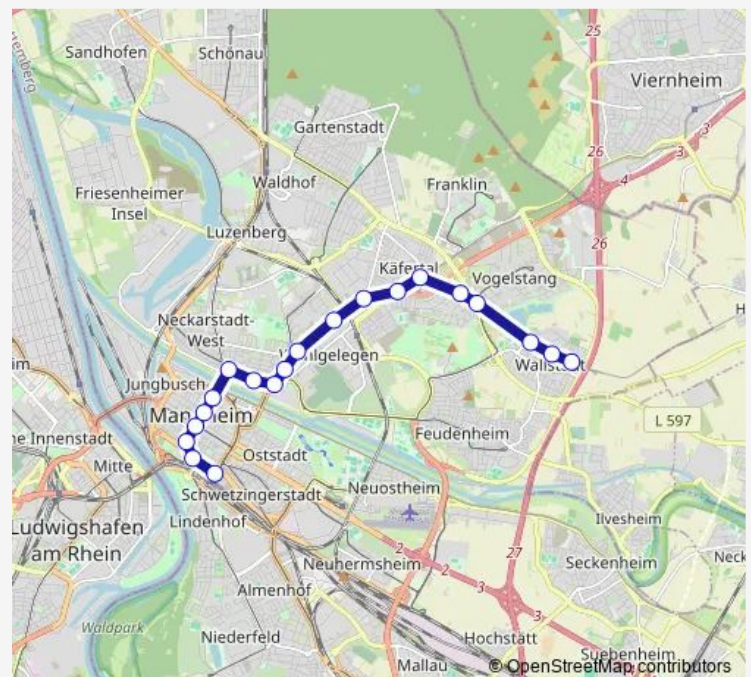 25
Sandhofen
Schönau
Viernheim
Gartenstadt
3
3
26
4
Waldhof
Franklin
Friesenheimer
Insel
Luzenberg
26
Käfertal
Vogelstang
Neckarstadt-
West
Wallstadt
Jungbusch
Mannheim
L 597
Feudenheim
Oststadt
Mitte
Neuostheim
Schwetzingerstadt
Lindenhof
Ludwigshafen
am Rhein
Ilvesheim
2
27
Neuhermsheim
2
3
Seckenheim
Neck
Almenhof
3
Waldpark
Niederfeld
Hochstätt
Suebenheim
Mallau
© OpenStreetMap contributors